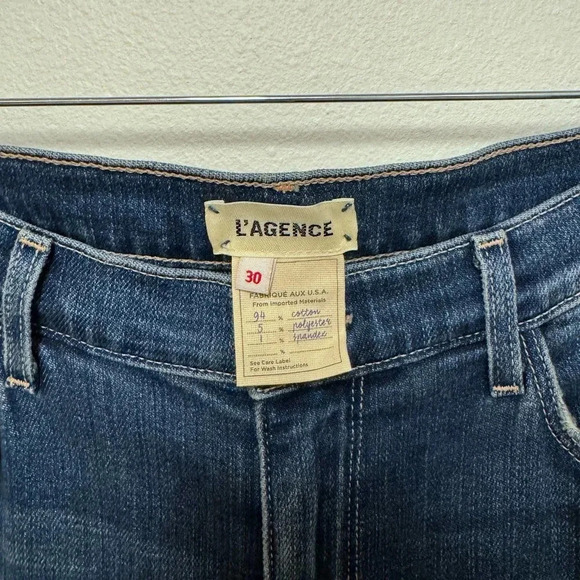 L'AGENCE
30
FABRIQUÉ AUX U.S.A.
From Imported Materials
94 % cotton
5 % polyester
1 % spandex
%
See Care Label
For Wash Instructions